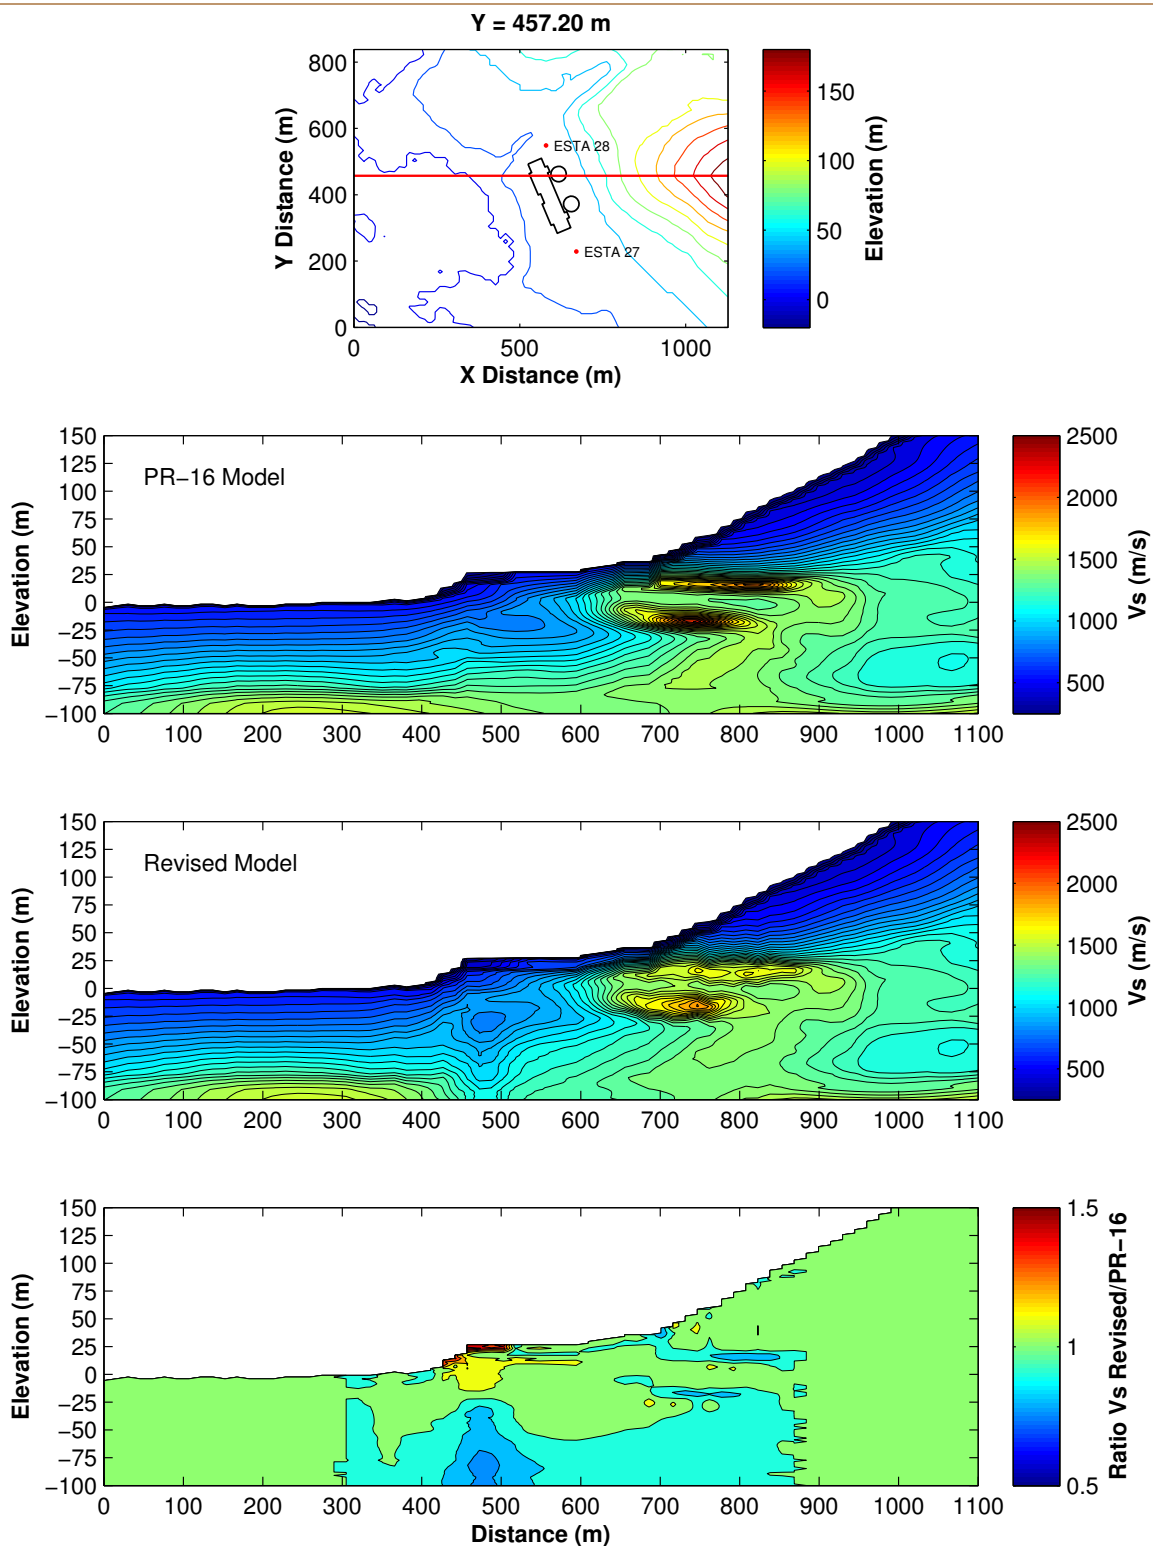 Y = 457.20 m
800
600
400
200
0
Y Distance (m)
ESTA 28
ESTA 27
0 500 1000
X Distance (m)
150
100
50
0
Elevation (m)
150
125
100
75
50
25
0
−25
−50
−75
−100
Elevation (m)
PR−16 Model
0 100 200 300 400 500 600 700 800 900 1000 1100
2500
2000
1500
1000
500
Vs (m/s)
150
125
100
75
50
25
0
−25
−50
−75
−100
Elevation (m)
Revised Model
0 100 200 300 400 500 600 700 800 900 1000 1100
2500
2000
1500
1000
500
Vs (m/s)
150
125
100
75
50
25
0
−25
−50
−75
−100
Elevation (m)
0 100 200 300 400 500 600 700 800 900 1000 1100
Distance (m)
1.5
1
0.5
Ratio Vs Revised/PR−16